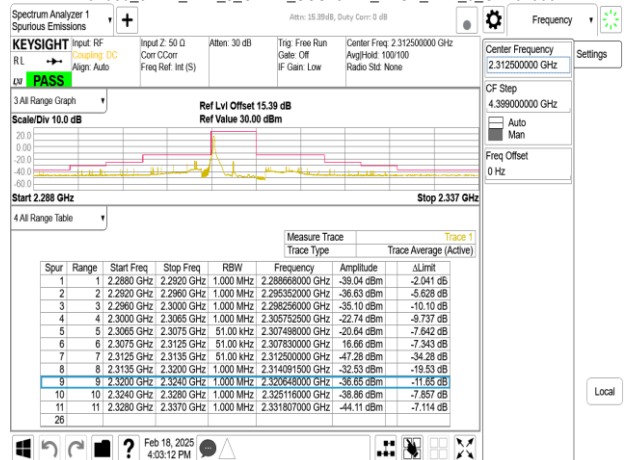 Spectrum Analyzer 1
Spurious Emissions
Attn: 15.39dB, Duty Corr: 0 dB
Frequency
KEYSIGHT
RL
LXI
PASS
Input: RF
Coupling: DC
Align: Auto
Input Z: 50 Ω
Corr CCorr
Freq Ref: Int (S)
Atten: 30 dB
Trig: Free Run
Gate: Off
IF Gain: Low
Center Freq: 2.312500000 GHz
Avg|Hold: 100/100
Radio Std: None
Center Frequency
2.312500000 GHz
Settings
CF Step
4.399000000 GHz
Auto
Man
Freq Offset
0 Hz
3 All Range Graph
Scale/Div 10.0 dB
Ref Lvl Offset 15.39 dB
Ref Value 30.00 dBm
20.0
0.00
-20.0
-40.0
-60.0
Start 2.288 GHz
Stop 2.337 GHz
4 All Range Table
Measure Trace Trace 1
Trace Type Trace Average (Active)
Spur Range Start Freq Stop Freq RBW Frequency Amplitude ΔLimit
1 1 2.2880 GHz 2.2920 GHz 1.000 MHz 2.288668000 GHz -39.04 dBm -2.041 dB
2 2 2.2920 GHz 2.2960 GHz 1.000 MHz 2.295352000 GHz -36.63 dBm -5.628 dB
3 3 2.2960 GHz 2.3000 GHz 1.000 MHz 2.298256000 GHz -35.10 dBm -10.10 dB
4 4 2.3000 GHz 2.3065 GHz 1.000 MHz 2.305752500 GHz -22.74 dBm -9.737 dB
5 5 2.3065 GHz 2.3075 GHz 51.00 kHz 2.307498000 GHz -20.64 dBm -7.642 dB
6 6 2.3075 GHz 2.3125 GHz 51.00 kHz 2.307830000 GHz 16.66 dBm -7.343 dB
7 7 2.3125 GHz 2.3135 GHz 51.00 kHz 2.312500000 GHz -47.28 dBm -34.28 dB
8 8 2.3135 GHz 2.3200 GHz 1.000 MHz 2.314091500 GHz -32.53 dBm -19.53 dB
9 9 2.3200 GHz 2.3240 GHz 1.000 MHz 2.320648000 GHz -36.65 dBm -11.65 dB
10 10 2.3240 GHz 2.3280 GHz 1.000 MHz 2.325116000 GHz -38.86 dBm -7.857 dB
11 11 2.3280 GHz 2.3370 GHz 1.000 MHz 2.331807000 GHz -44.11 dBm -7.114 dB
26
Local
Feb 18, 2025
4:03:12 PM